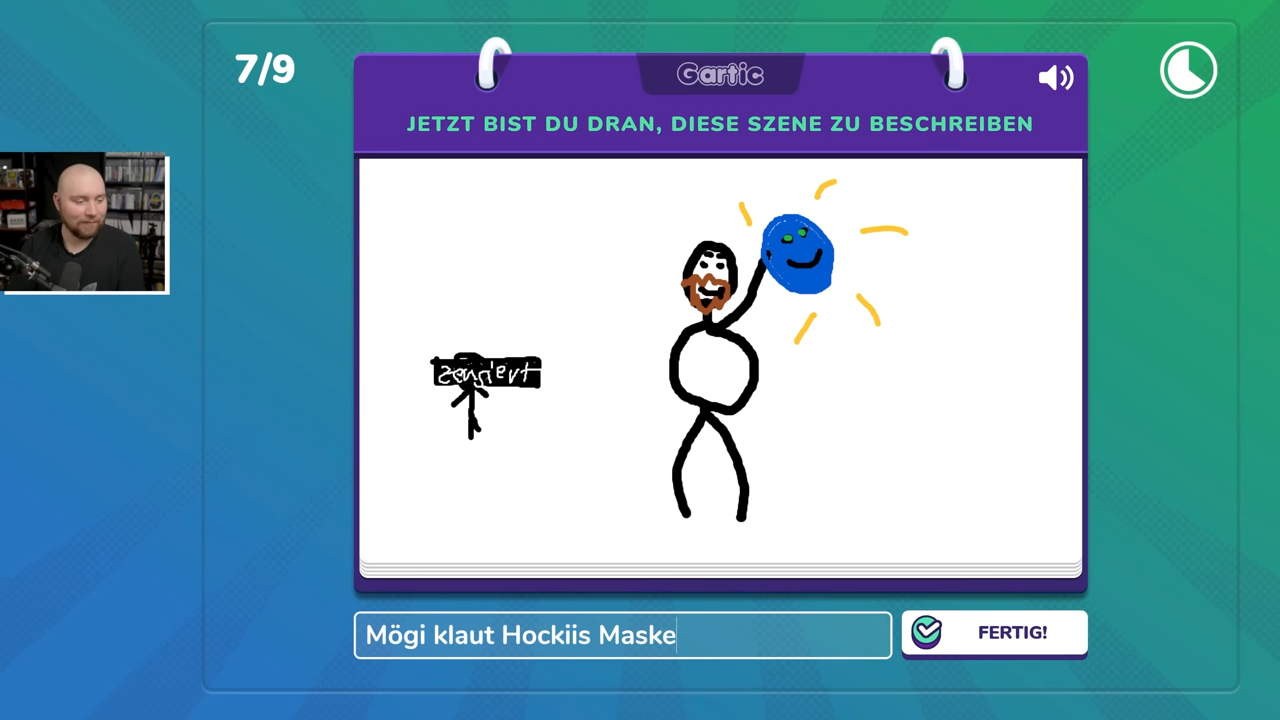 7/9
Gartic
JETZT BIST DU DRAN, DIESE SZENE ZU BESCHREIBEN
zensiert
Mögi klaut Hockiis Maske
FERTIG!